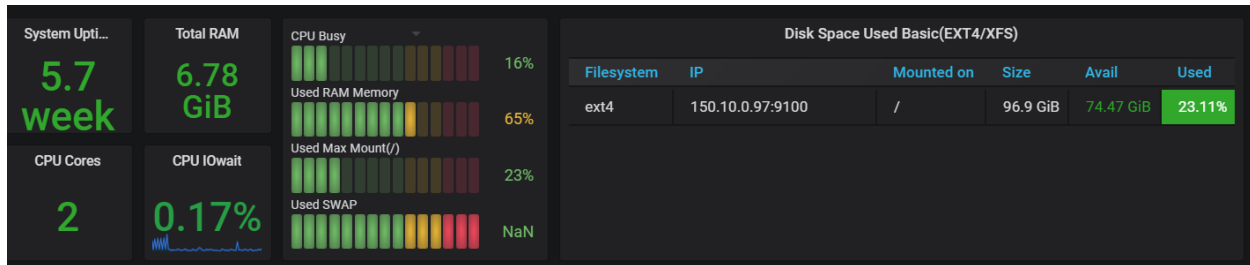 System Upti...
5.7
week
Total RAM
6.78
GiB
CPU Cores
2
CPU IOwait
0.17%
CPU Busy
16%
Used RAM Memory
65%
Used Max Mount(/)
23%
Used SWAP
NaN
Disk Space Used Basic(EXT4/XFS)
Filesystem IP Mounted on Size Avail Used
ext4 150.10.0.97:9100 / 96.9 GiB 74.47 GiB 23.11%